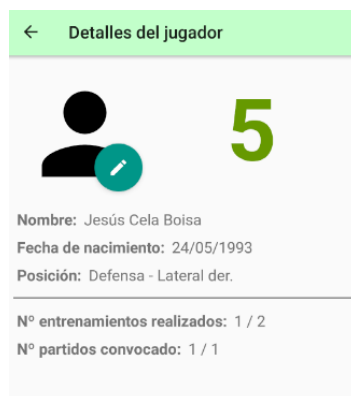 Detalles del jugador
5
Nombre: Jesús Cela Boisa
Fecha de nacimiento: 24/05/1993
Posición: Defensa - Lateral der.
Nº entrenamientos realizados: 1 / 2
Nº partidos convocado: 1 / 1